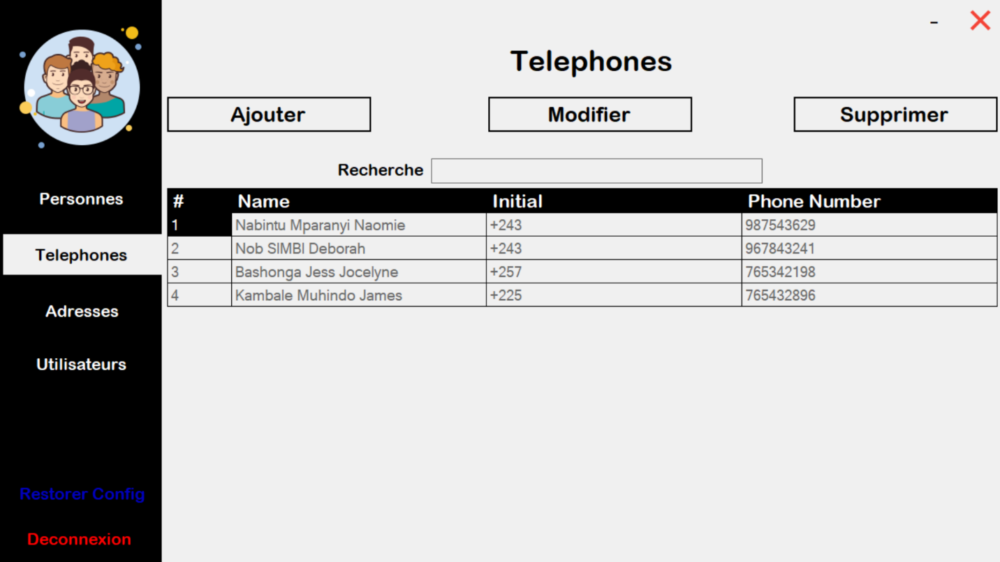 Telephones
Ajouter Modifier Supprimer
Recherche
Personnes
Telephones
Adresses
Utilisateurs
Restorer Config
Deconnexion
# Name Initial Phone Number
1 Nabintu Mparanyi Naomie +243 987543629
2 Nob SIMBI Deborah +243 967843241
3 Bashonga Jess Jocelyne +257 765342198
4 Kambale Muhindo James +225 765432896